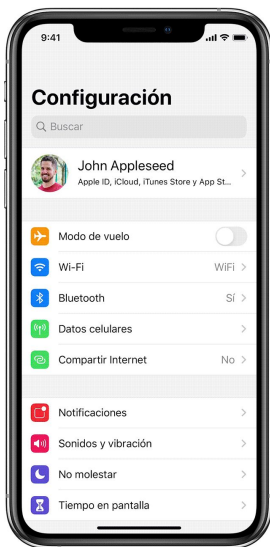 9:41
Configuración
Buscar
John Appleseed
Apple ID, iCloud, iTunes Store y App St...
Modo de vuelo
Wi-Fi WiFi
Bluetooth Sí
Datos celulares
Compartir Internet No
Notificaciones
Sonidos y vibración
No molestar
Tiempo en pantalla